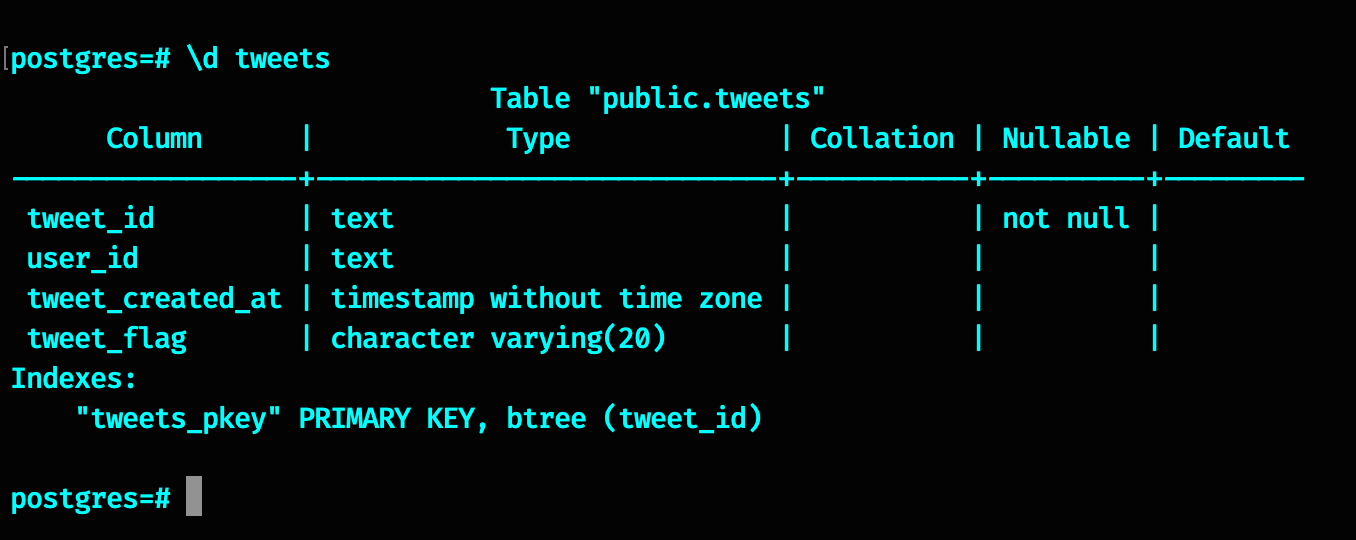 [postgres=# \d tweets
                              Table "public.tweets"
      Column      |            Type             | Collation | Nullable | Default
------------------+-----------------------------+-----------+----------+---------
 tweet_id         | text                        |           | not null |
 user_id          | text                        |           |          |
 tweet_created_at | timestamp without time zone |           |          |
 tweet_flag       | character varying(20)       |           |          |
Indexes:
    "tweets_pkey" PRIMARY KEY, btree (tweet_id)
postgres=#